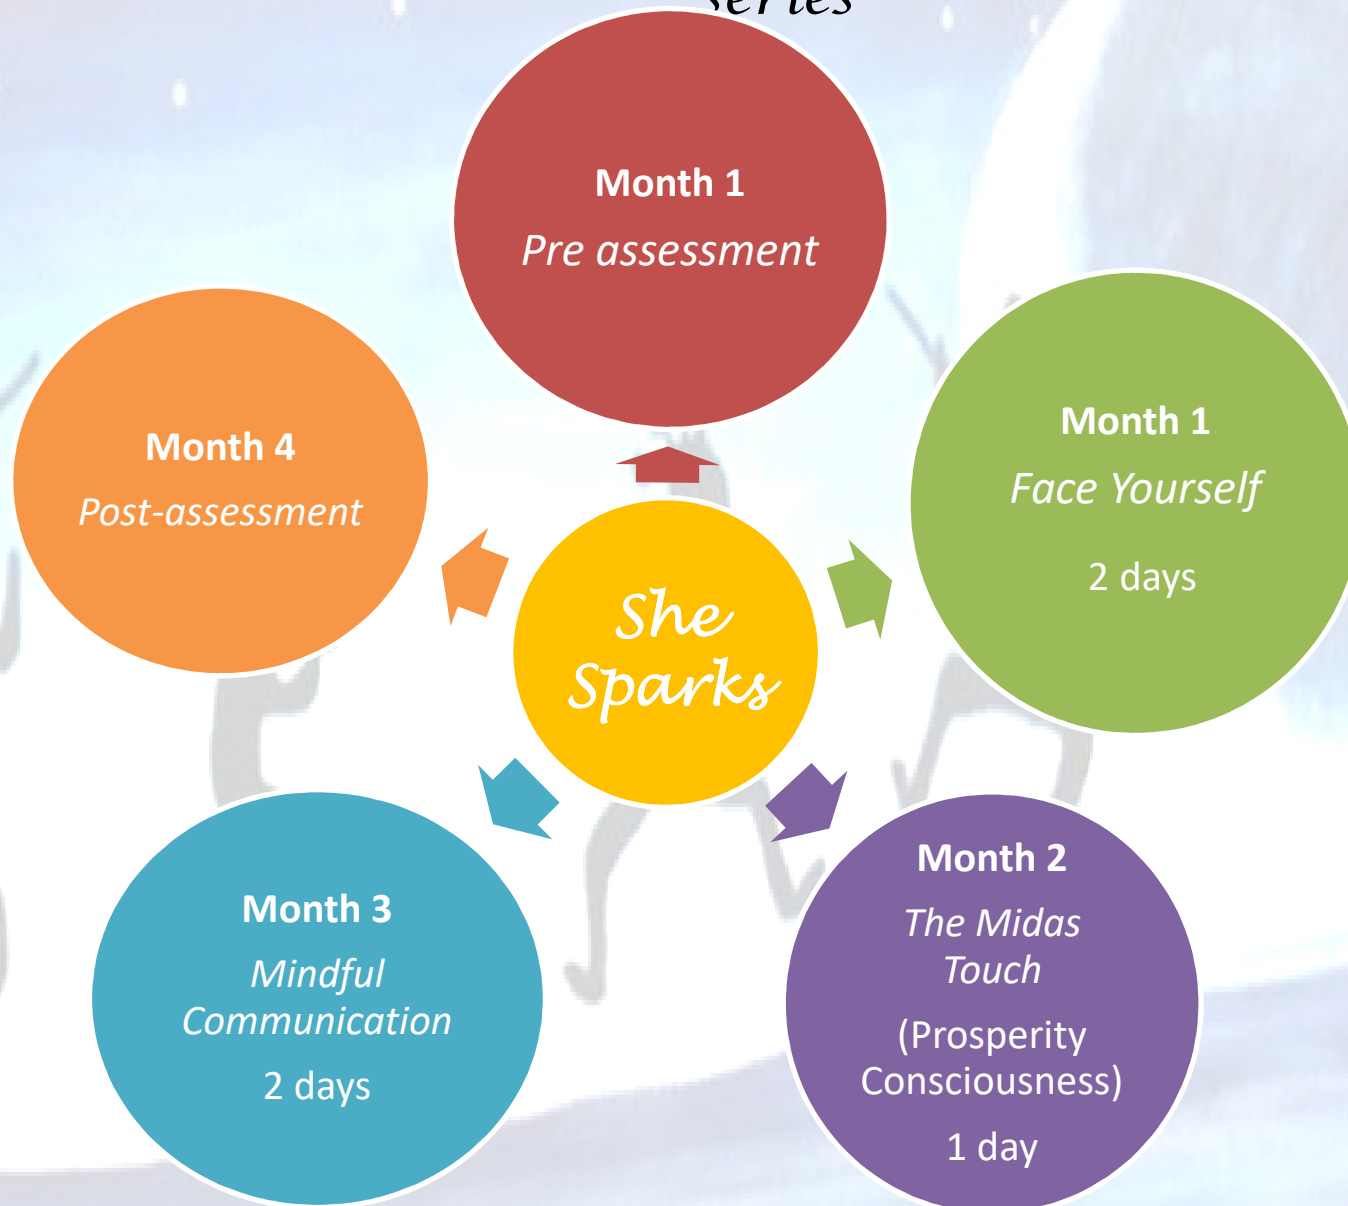 series
Month 1
Pre assessment
Month 1
Face Yourself
2 days
Month 2
The Midas
Touch
(Prosperity
Consciousness)
1 day
Month 3
Mindful
Communication
2 days
Month 4
Post-assessment
She
Sparks